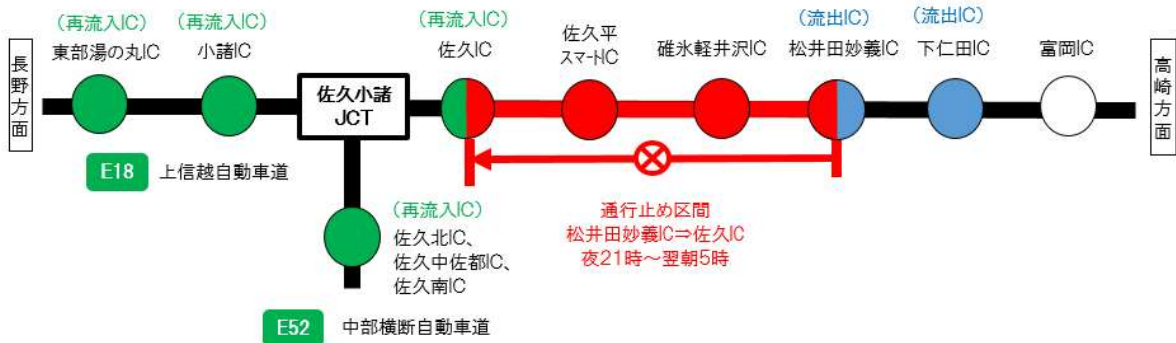 (再流入IC)
東部湯の丸IC
(再流入IC)
小諸IC
(再流入IC)
佐久IC
佐久平
スマートIC
碓氷軽井沢IC
(流出IC)
松井田妙義IC
(流出IC)
下仁田IC
富岡IC
長野方面
佐久小諸
JCT
高崎方面
E18 上信越自動車道
(再流入IC)
佐久北IC、
佐久中佐都IC、
佐久南IC
通行止め区間
松井田妙義IC⇒佐久IC
夜21時～翌朝5時
E52 中部横断自動車道